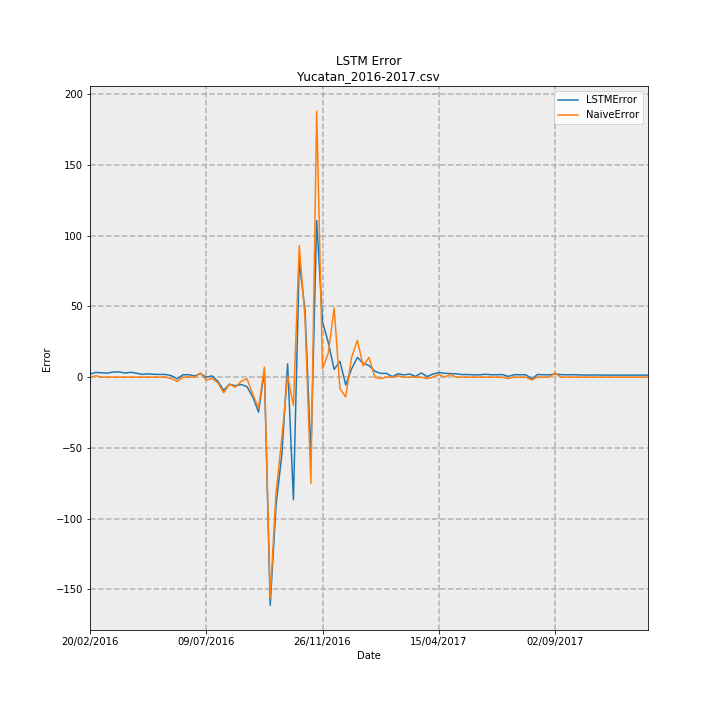 LSTM Error
Yucatan_2016-2017.csv
LSTMError
NaiveError
200
150
100
50
0
−50
−100
−150
Error
20/02/2016
09/07/2016
26/11/2016
15/04/2017
02/09/2017
Date